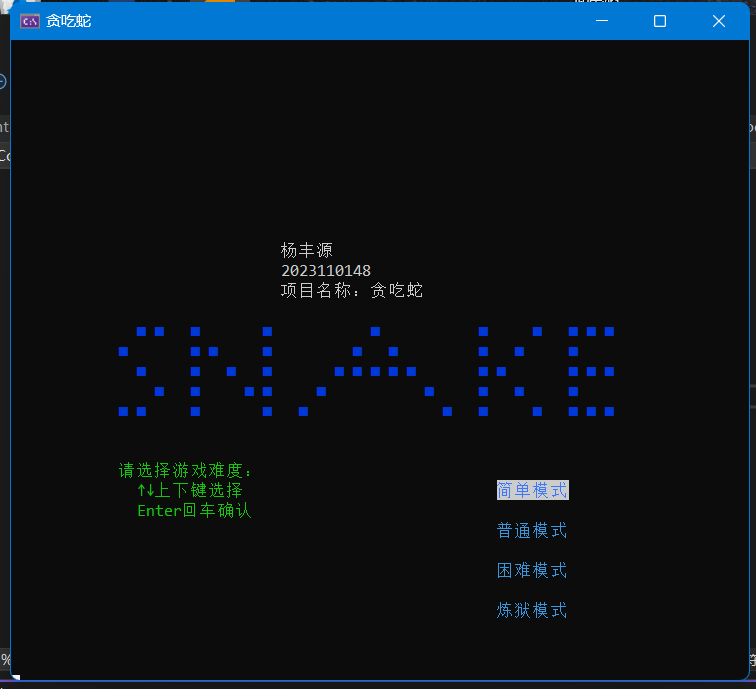 贪吃蛇
杨丰源
2023110148
项目名称：贪吃蛇
SNAKE
请选择游戏难度：
↑↓上下键选择
Enter回车确认
简单模式
普通模式
困难模式
炼狱模式